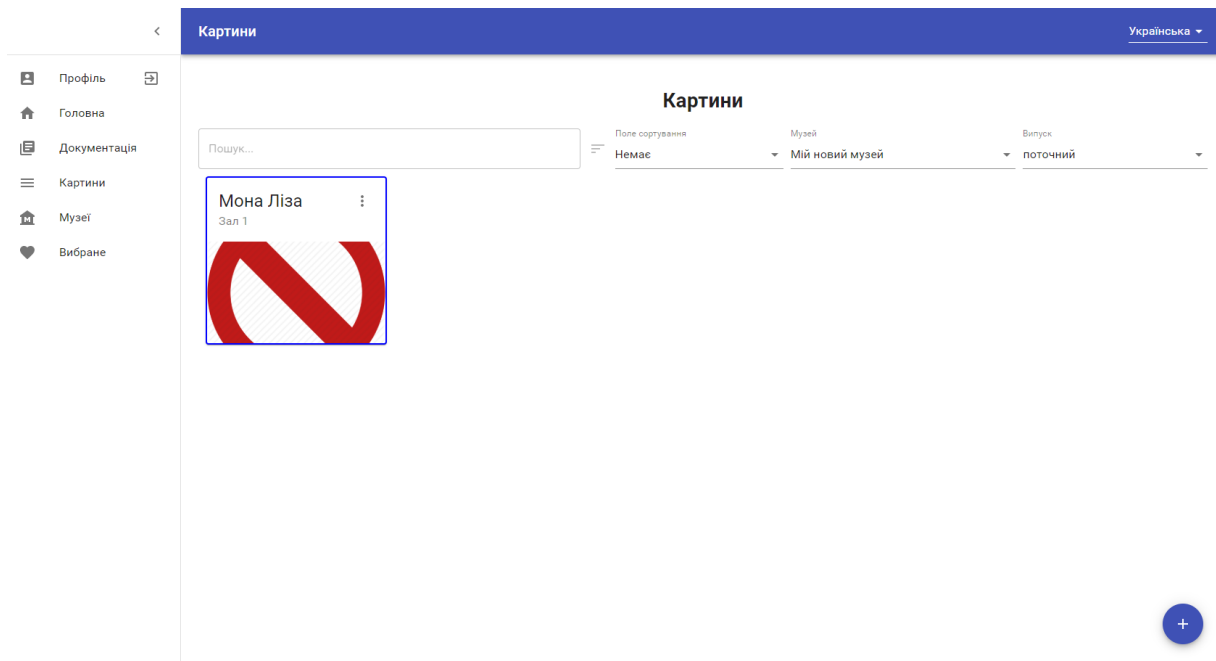 Картини
Українська
Профіль
Головна
Документація
Картини
Музеї
Вибране
Картини
Пошук...
Поле сортування
Немає
Музей
Мій новий музей
Випуск
поточний
Мона Ліза
Зал 1